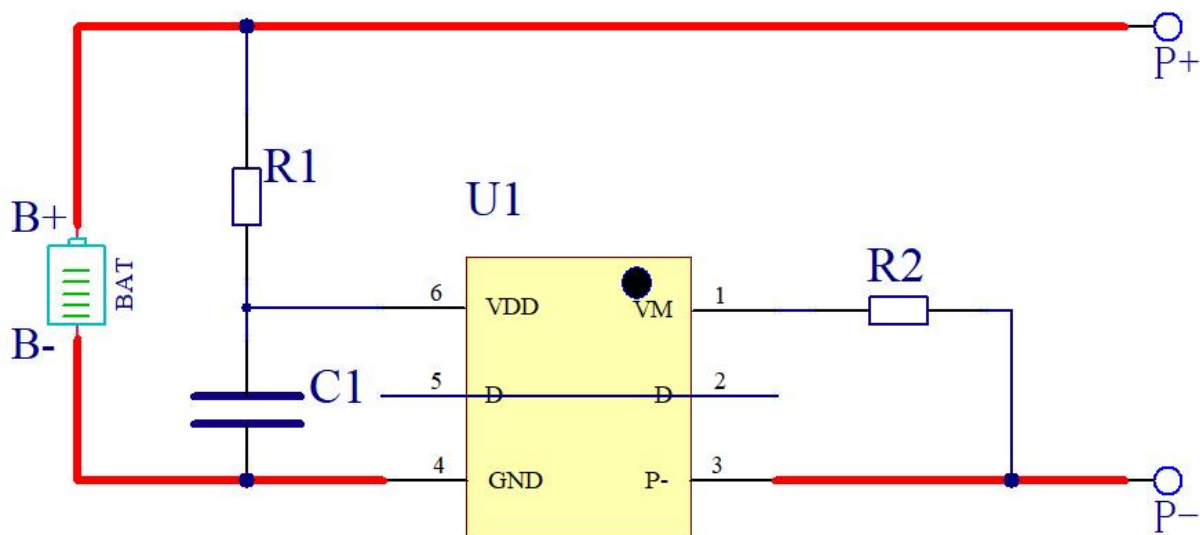 P+
R1
U1
B+
BAT
R2
6 VDD VM 1
B-
C1
5 D D 2
4 GND P- 3
P-